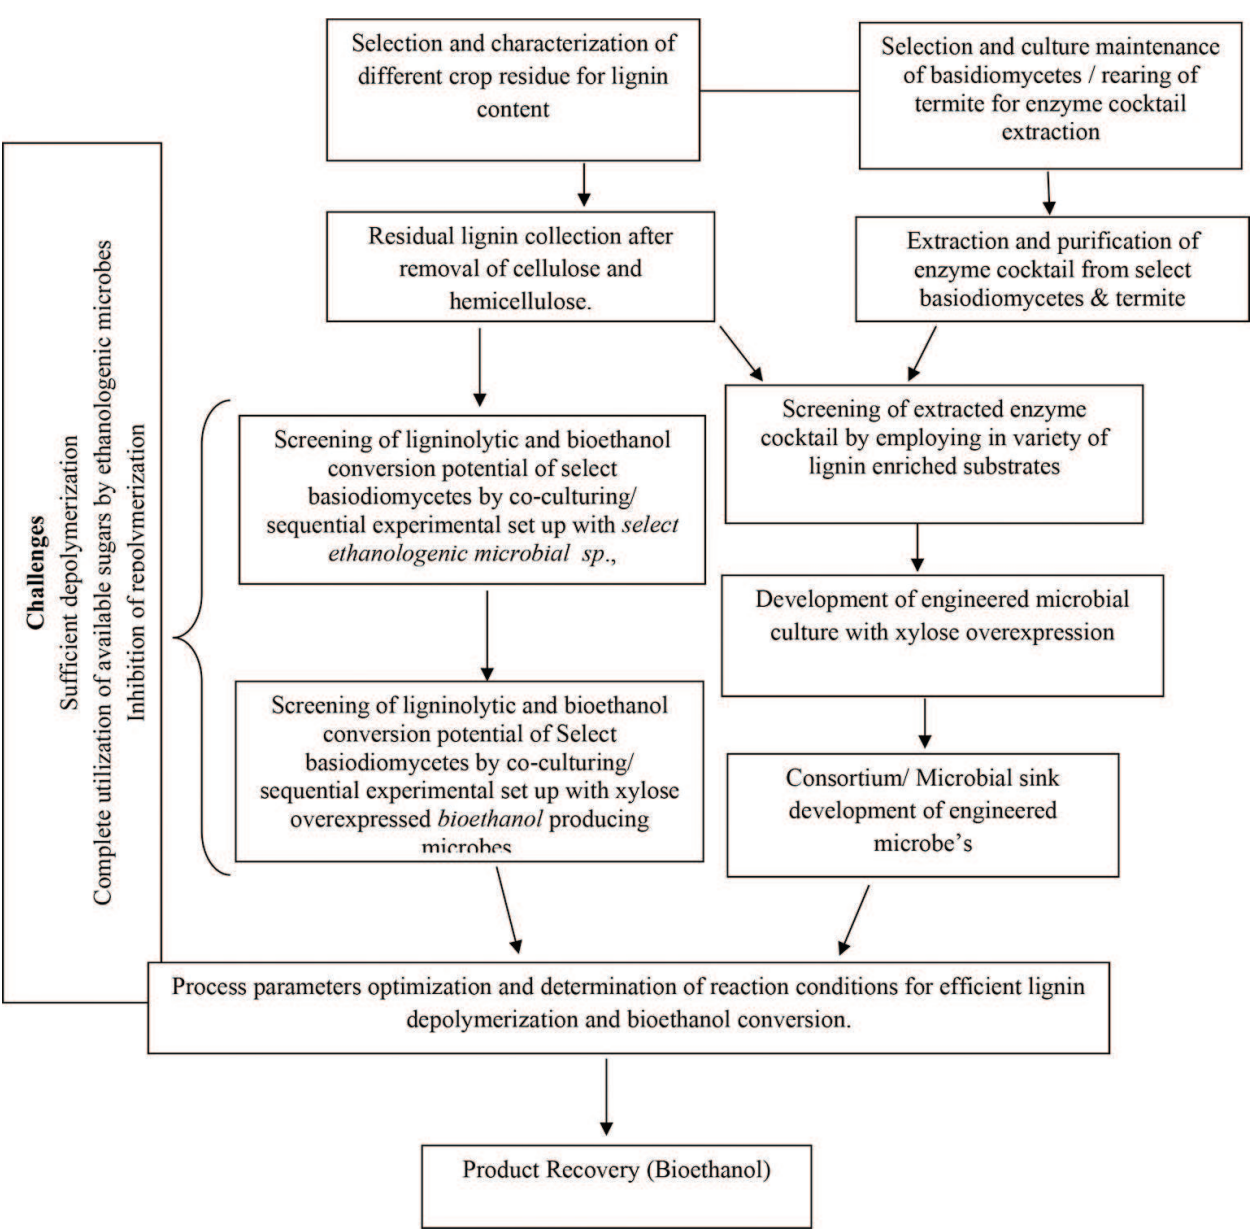 Selection and characterization of
different crop residue for lignin
content
Selection and culture maintenance
of basidiomycetes / rearing of
termite for enzyme cocktail
extraction
Residual lignin collection after
removal of cellulose and
hemicellulose.
Extraction and purification of
enzyme cocktail from select
basiodiomycetes & termite
Challenges
Sufficient depolymerization
Complete utilization of available sugars by ethanologenic microbes
Inhibition of repolymerization
Screening of ligninolytic and bioethanol
conversion potential of select
basiodiomycetes by co-culturing/
sequential experimental set up with select
ethanologenic microbial sp.,
Screening of extracted enzyme
cocktail by employing in variety of
lignin enriched substrates
Development of engineered microbial
culture with xylose overexpression
Screening of ligninolytic and bioethanol
conversion potential of Select
basiodiomycetes by co-culturing/
sequential experimental set up with xylose
overexpressed bioethanol producing
microbes
Consortium/ Microbial sink
development of engineered
microbe’s
Process parameters optimization and determination of reaction conditions for efficient lignin
depolymerization and bioethanol conversion.
Product Recovery (Bioethanol)